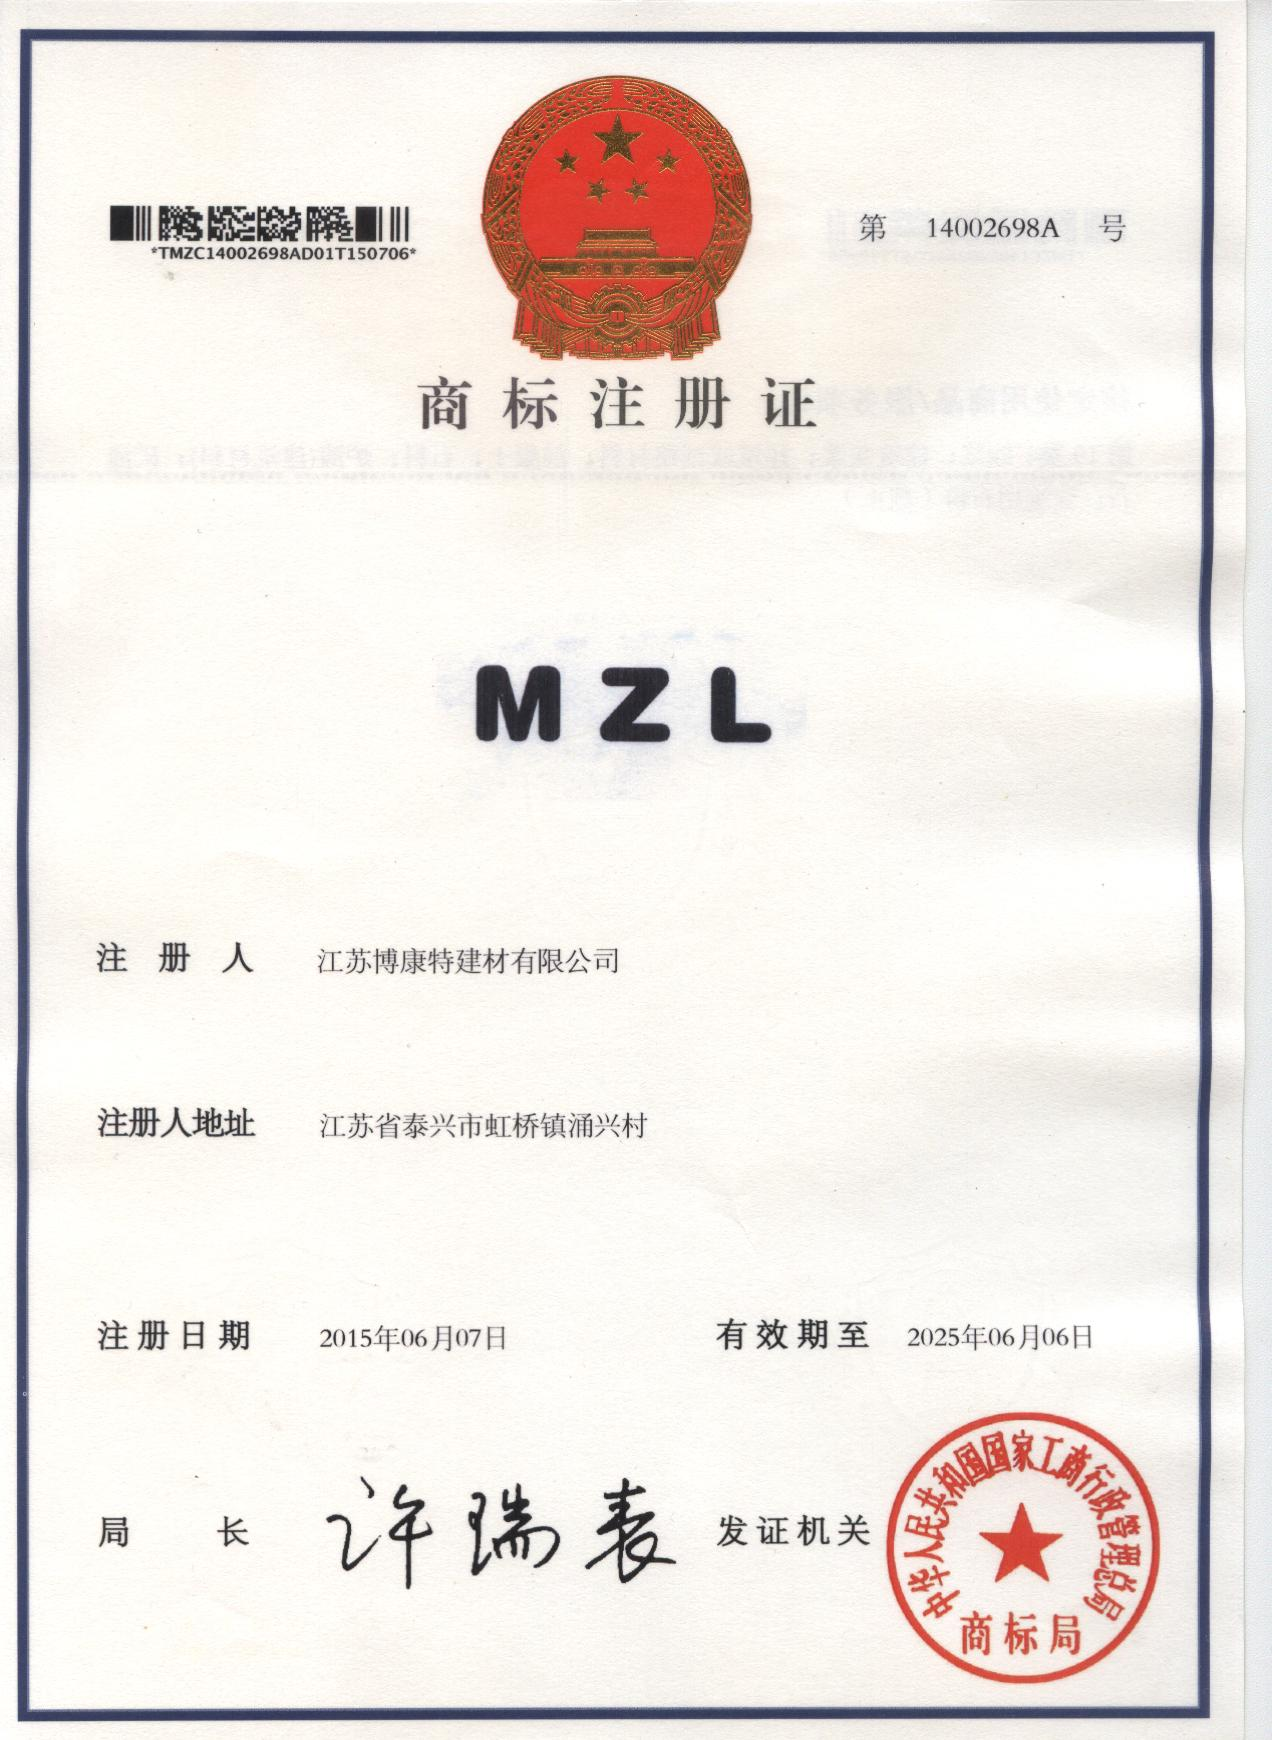 *TMZC14002698AD01T150706*
第 14002698A 号
商标注册证
MZL
注册人 江苏博康特建材有限公司
注册人地址 江苏省泰兴市虹桥镇涌兴村
注册日期 2015年06月07日 有效期至 2025年06月06日
局长 许瑞表 发证机关
中华人民共和国国家工商行政管理总局
商标局